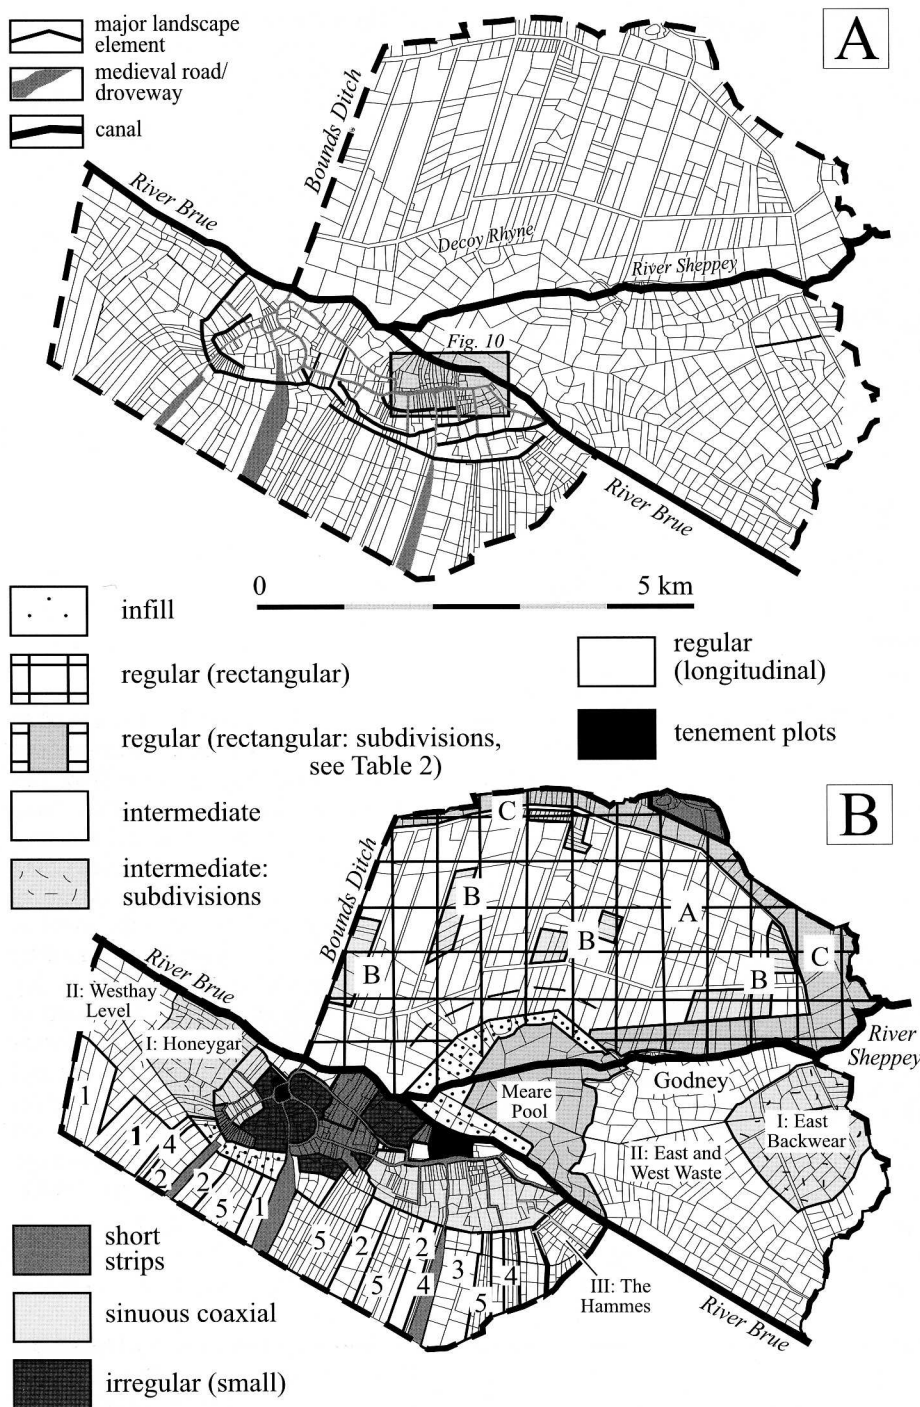 major landscape
element
medieval road/
droveway
canal
A
Bounds Ditch
River Brue
Decoy Rhyne
River Sheppey
Fig. 10
River Brue
0
5 km
infill
regular (rectangular)
regular (rectangular: subdivisions,
see Table 2)
intermediate
intermediate:
subdivisions
regular
(longitudinal)
tenement plots
B
C
Bounds Ditch
B
A
B
C
B
B
River Brue
II: Westhay
Level
I: Honeygar
River
Sheppey
Meare
Pool
Godney
I: East
Backwear
II: East and
West Waste
1
1
4
2
2
5
1
5
2
5
2
4
3
5
4
III: The
Hammes
River Brue
short
strips
sinuous coaxial
irregular (small)